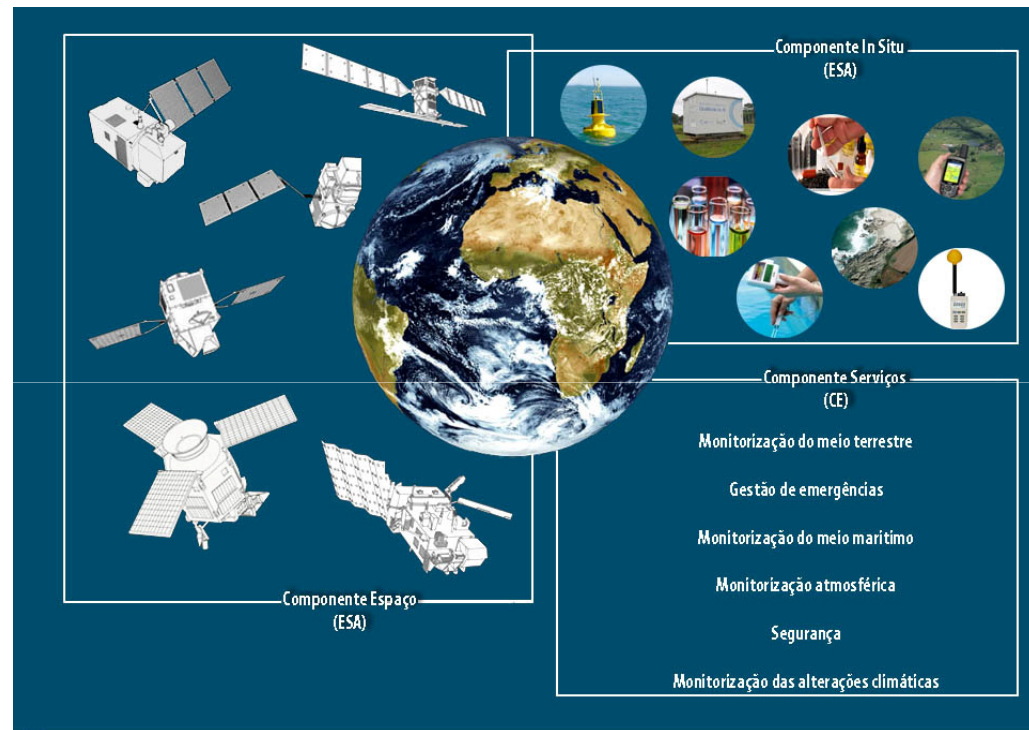 Componente In Situ
(ESA)
Componente Serviços
(CE)
Monitorização do meio terrestre
Gestão de emergências
Monitorização do meio maritimo
Monitorização atmosférica
Segurança
Monitorização das alterações climáticas
Componente Espaço
(ESA)